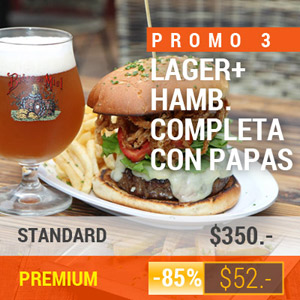 PROMO 3
LAGER+
HAMB.
COMPLETA
CON PAPAS
STANDARD $350.-
PREMIUM -85% $52.-